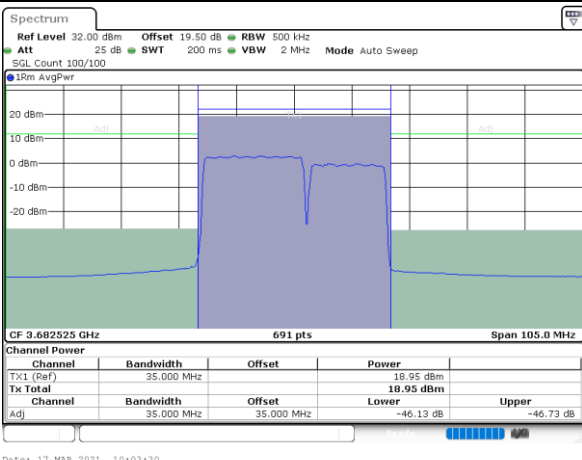 Spectrum
Ref Level 32.00 dBm Offset 19.50 dB RBW 500 kHz
Att 25 dB SWT 200 ms VBW 2 MHz Mode Auto Sweep
SGL Count 100/100
1Rm AvgPwr
20 dBm
Adj Adj
10 dBm
0 dBm
-10 dBm
-20 dBm
CF 3.682525 GHz 691 pts Span 105.0 MHz
Channel Power
Channel Bandwidth Offset Power
TX1 (Ref) 35.000 MHz 18.95 dBm
Tx Total 18.95 dBm
Channel Bandwidth Offset Lower Upper
Adj 35.000 MHz 35.000 MHz -46.13 dB -46.73 dB